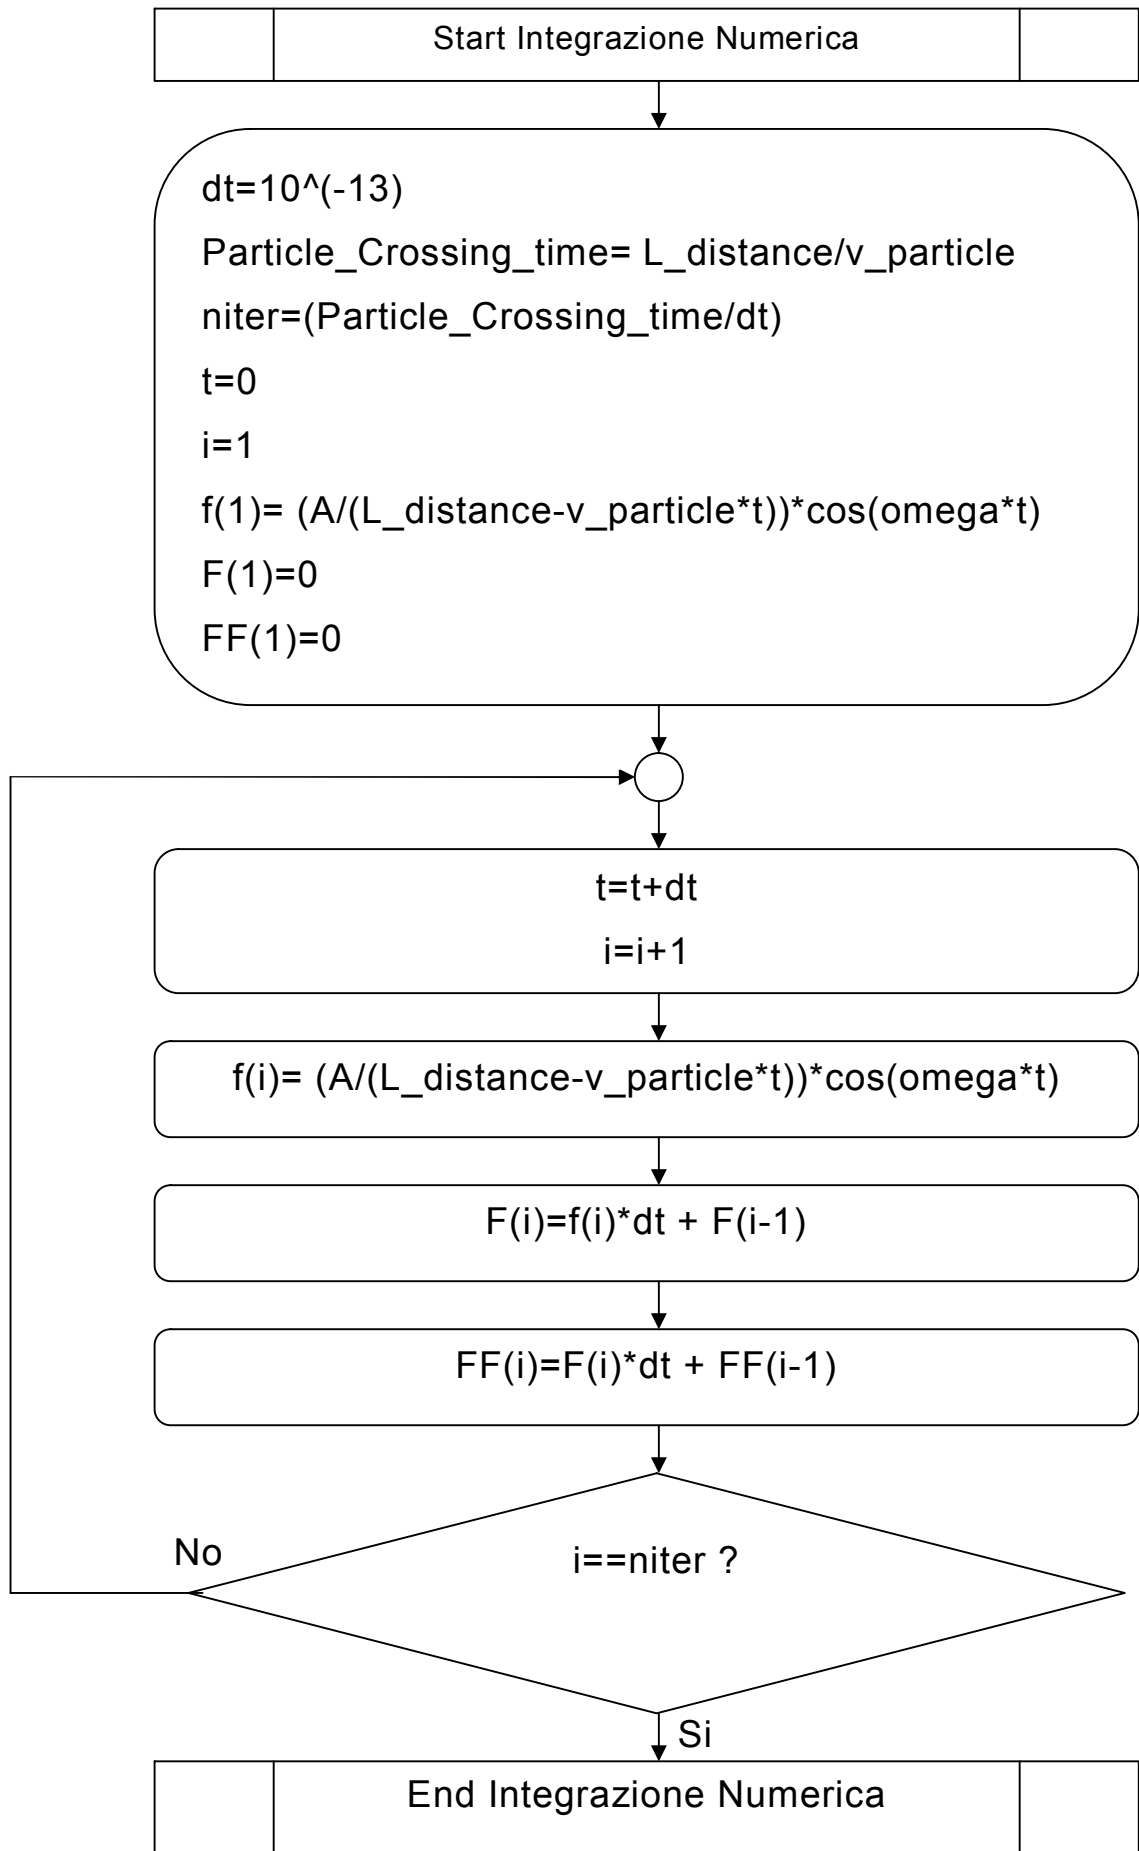 Start Integrazione Numerica
dt=10^(-13)
Particle_Crossing_time= L_distance/v_particle
niter=(Particle_Crossing_time/dt)
t=0
i=1
f(1)= (A/(L_distance-v_particle*t))*cos(omega*t)
F(1)=0
FF(1)=0
t=t+dt
i=i+1
f(i)= (A/(L_distance-v_particle*t))*cos(omega*t)
F(i)=f(i)*dt + F(i-1)
FF(i)=F(i)*dt + FF(i-1)
No
i==niter ?
Si
End Integrazione Numerica